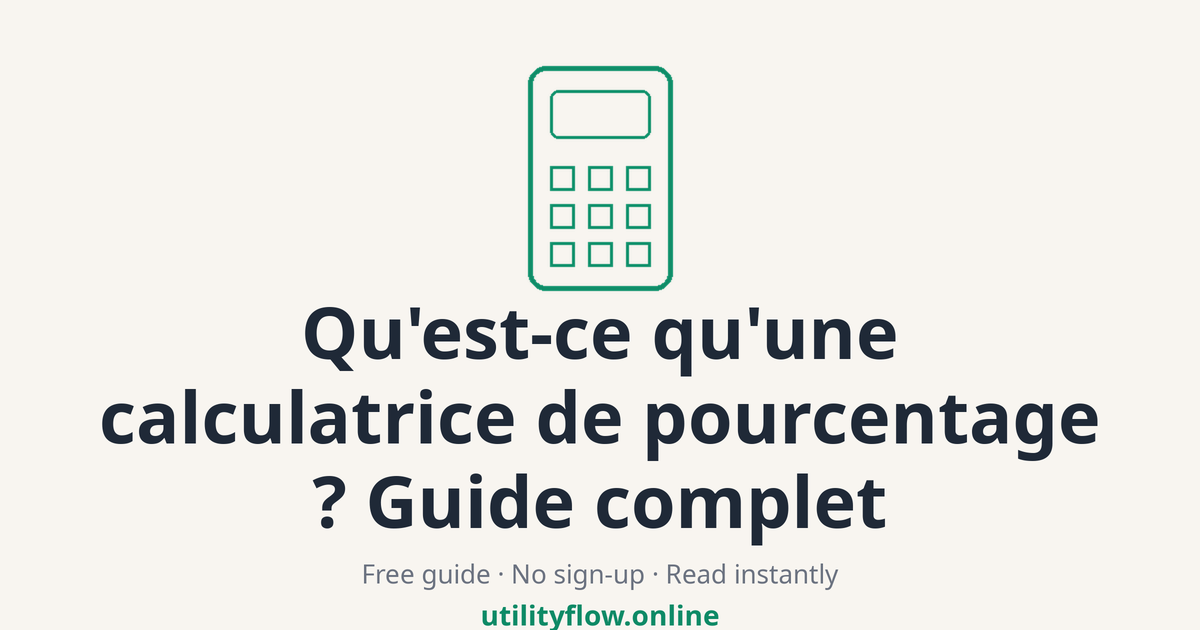 Qu'est-ce qu'une
calculatrice de pourcentage
? Guide complet
Free guide · No sign-up · Read instantly
utilityflow.online